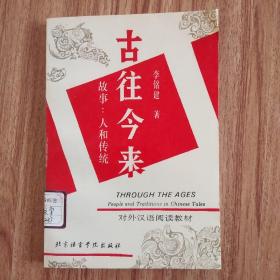 古往今来
故事：人和传统
李铭建 著
THROUGH THE AGES
People and Traditions in Chinese Tales
对外汉语阅读教材
北京语言学院出版社